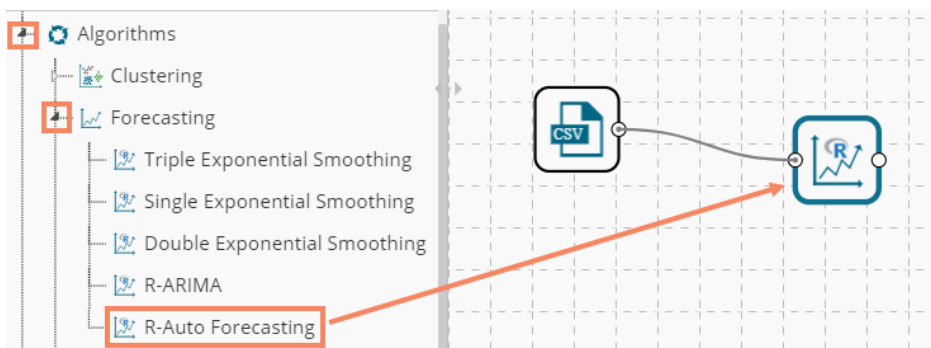 Algorithms
Clustering
Forecasting
Triple Exponential Smoothing
Single Exponential Smoothing
Double Exponential Smoothing
R-ARIMA
R-Auto Forecasting
CSV
R